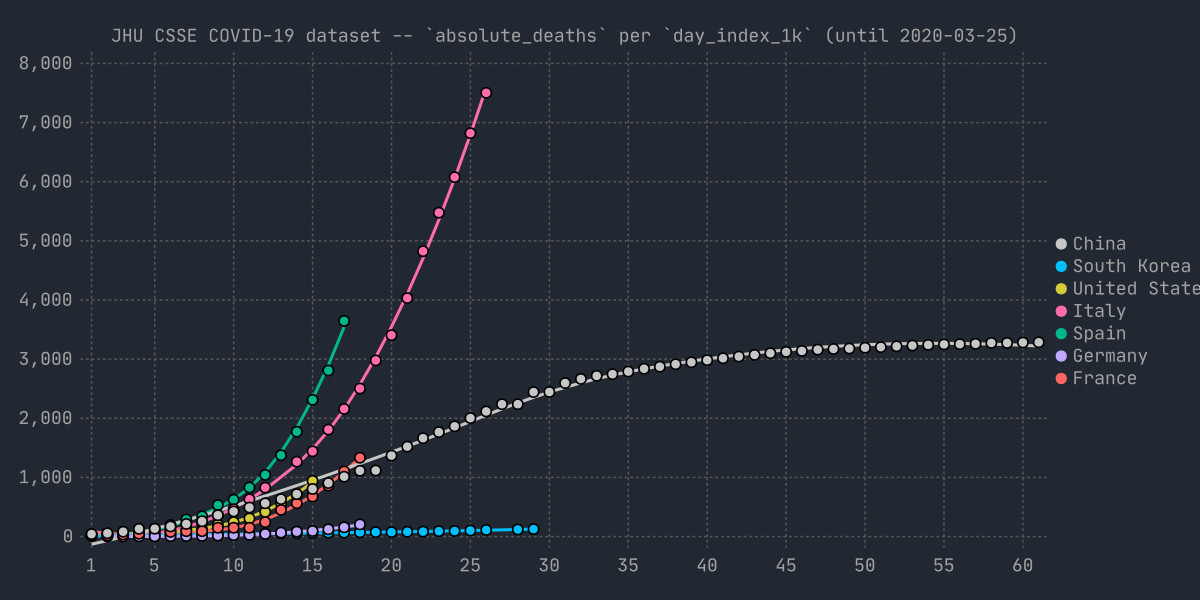 JHU CSSE COVID-19 dataset -- `absolute_deaths` per `day_index_1k` (until 2020-03-25)
8,000
7,000
6,000
5,000
4,000
3,000
2,000
1,000
0
1 5 10 15 20 25 30 35 40 45 50 55 60
China
South Korea
United State
Italy
Spain
Germany
France